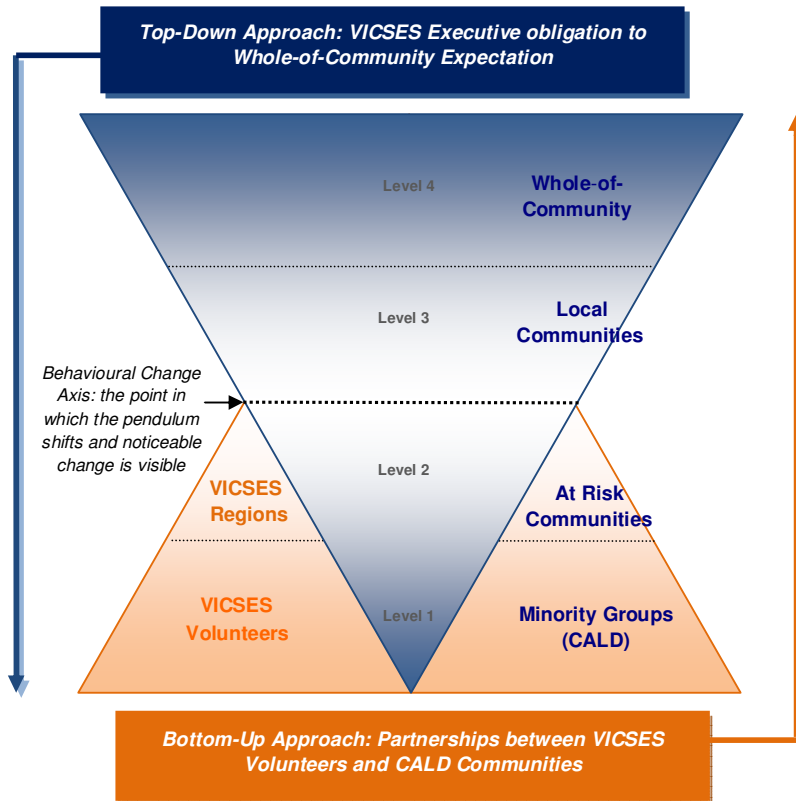 Top-Down Approach: VICSES Executive obligation to
Whole-of-Community Expectation
Level 4
Whole-of-
Community
Level 3
Local
Communities
Behavioural Change
Axis: the point in
which the pendulum
shifts and noticeable
change is visible
Level 2
VICSES
Regions
At Risk
Communities
Level 1
VICSES
Volunteers
Minority Groups
(CALD)
Bottom-Up Approach: Partnerships between VICSES
Volunteers and CALD Communities